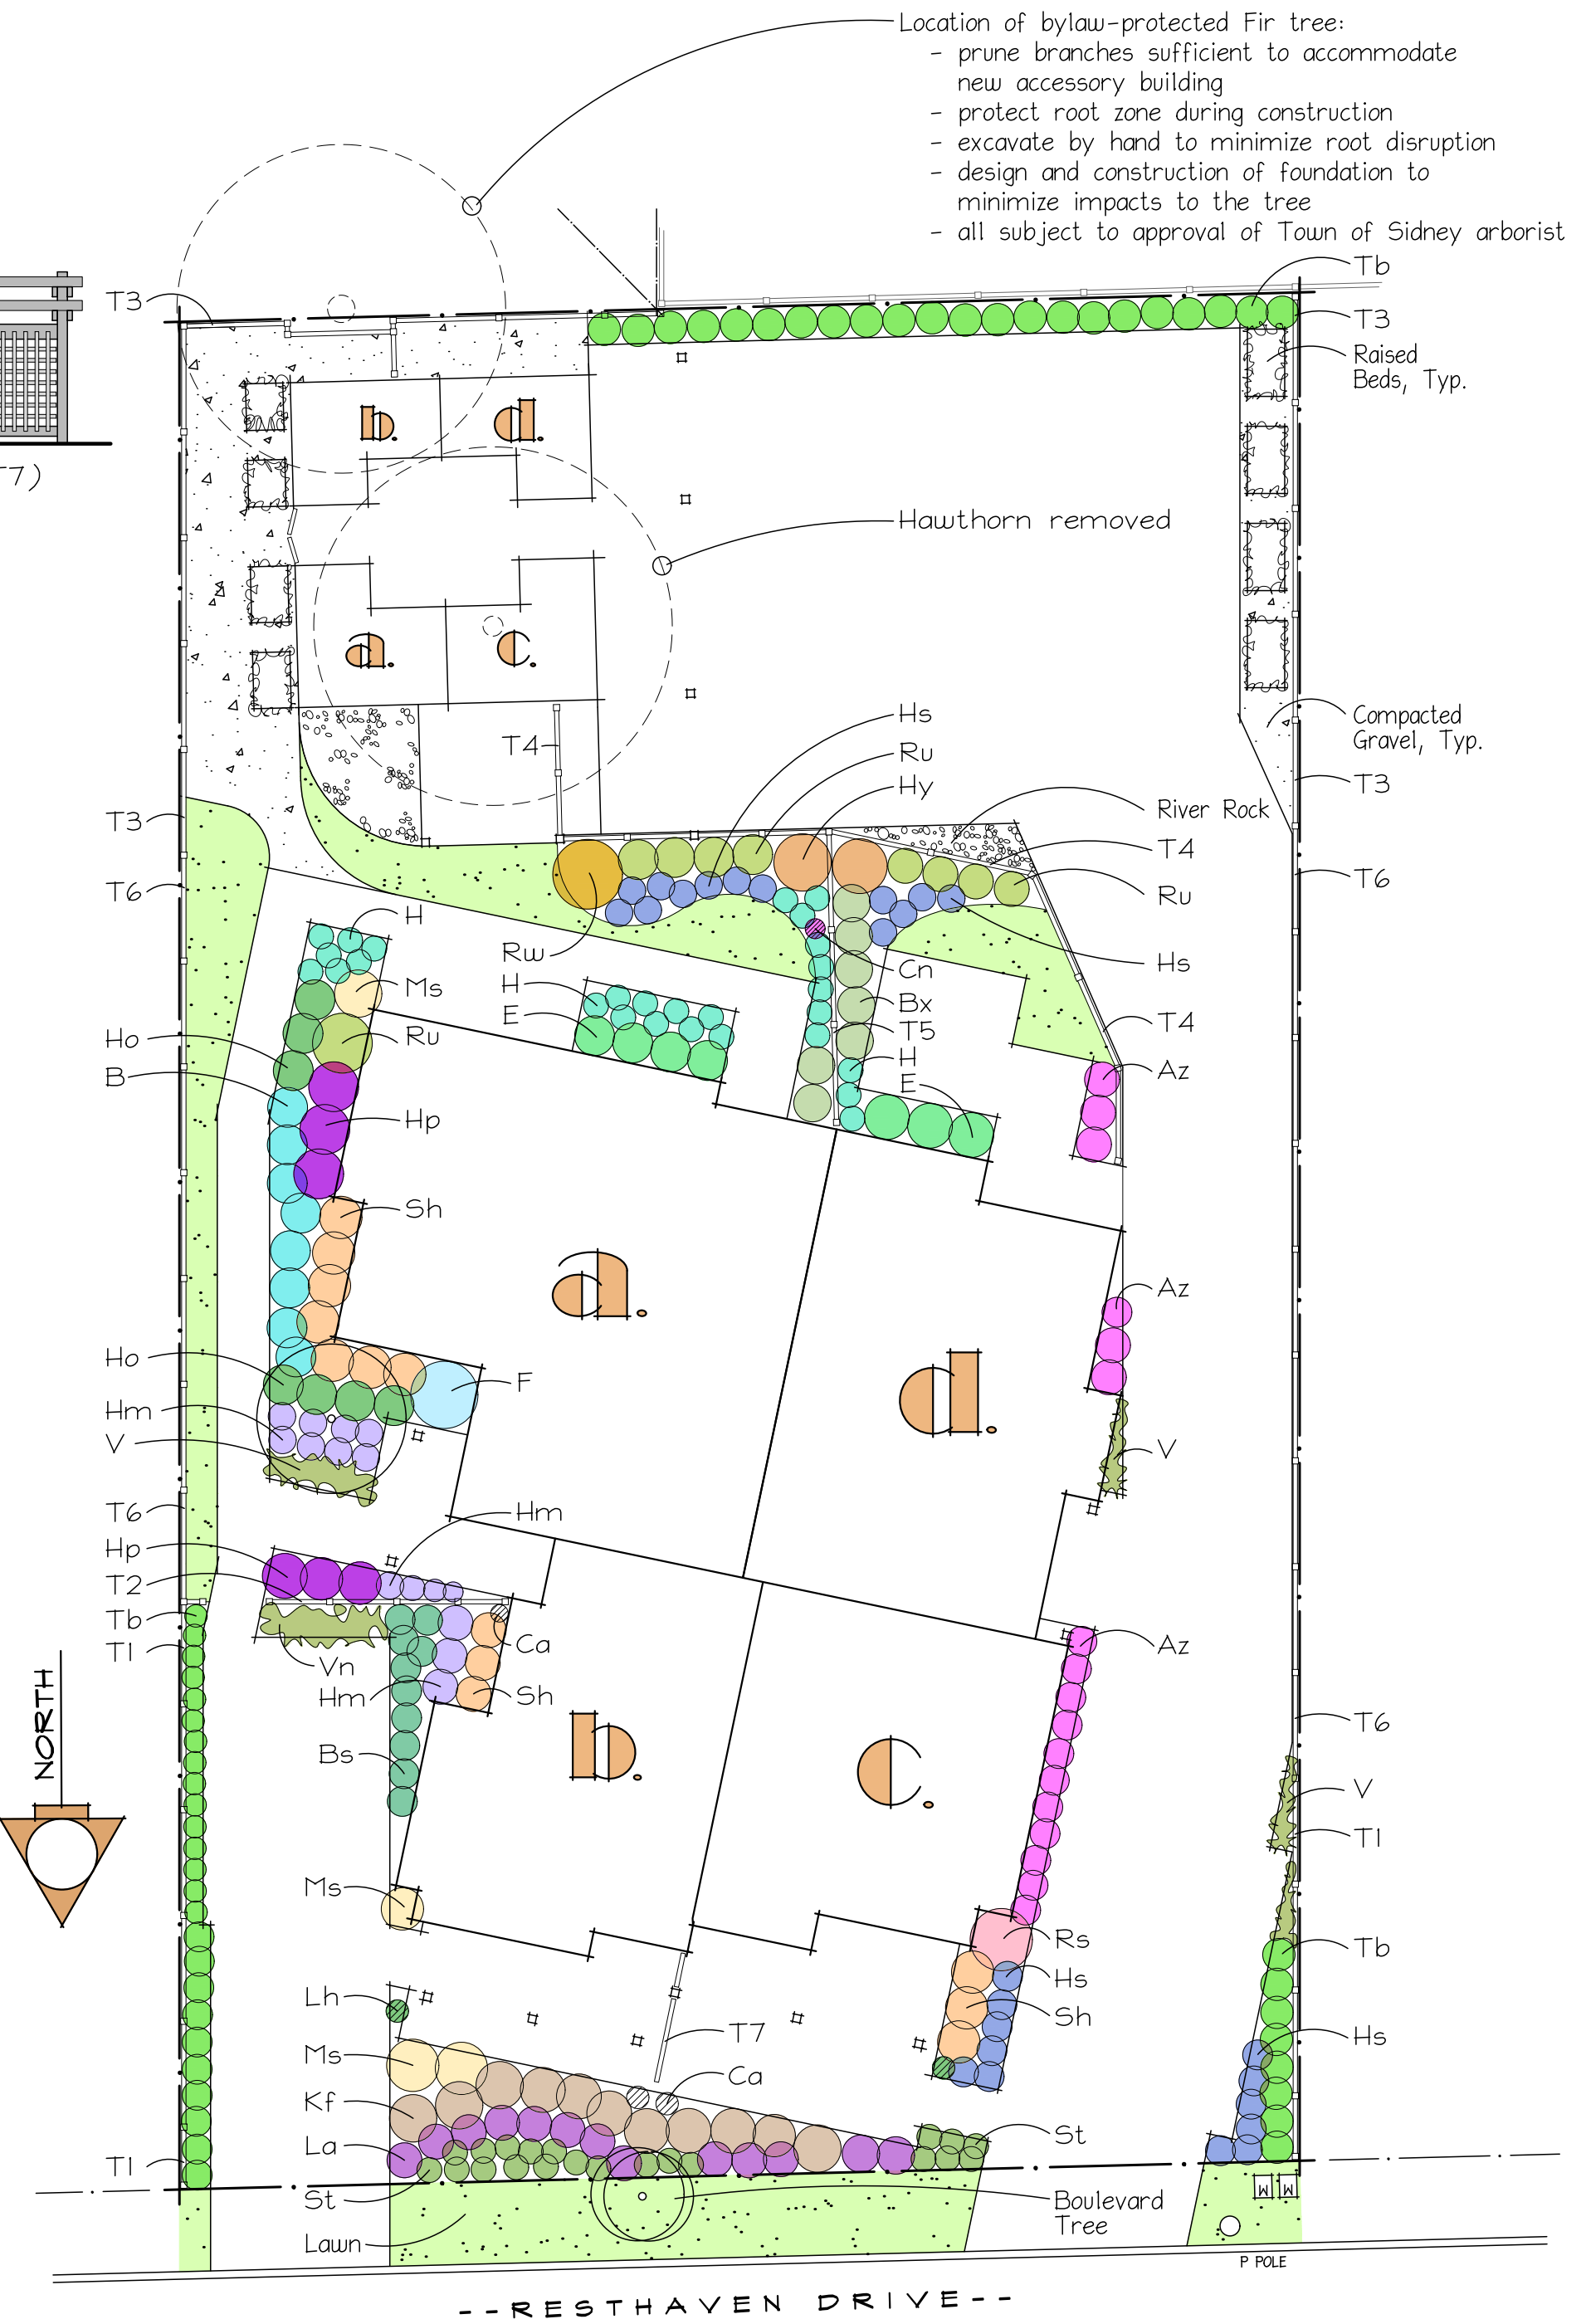 Location of bylaw-protected Fir tree:
- prune branches sufficient to accommodate
new accessory building
- protect root zone during construction
- excavate by hand to minimize root disruption
- design and construction of foundation to
minimize impacts to the tree
- all subject to approval of Town of Sidney arborist
Tb
T3
T3
Raised
Beds, Typ.
b.
d.
T7)
Hawthorn removed
a.
c.
Hs
Compacted
Gravel, Typ.
T4
Ru
T3
Hy
River Rock
T3
T4
T6
T6
Ru
H
Rw
Hs
Cn
H
Ms
Bx
E
T4
T5
Ho
Ru
H
B
Az
E
Hp
Sh
a.
Az
Ho
F
d.
Hm
V
V
T6
Hm
Hp
T2
Tb
Ca
Az
T1
Vn
Hm
Sh
NORTH
T6
Bs
b.
c.
V
T1
Ms
Rs
Tb
Hs
Lh
Sh
T7
Hs
Ms
Ca
Kf
St
La
T1
St
Boulevard
Tree
W W
Lawn
P POLE
--RESTHAVEN DRIVE--